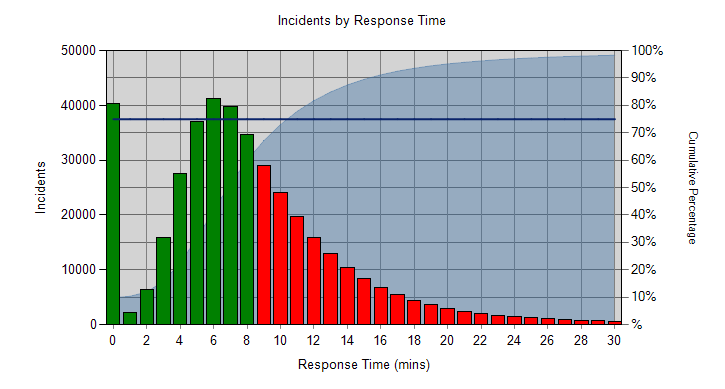 Incidents by Response Time
50000 100%
90%
40000 80%
70%
30000 60%
50%
20000 40%
30%
10000 20%
10%
0 %
Incidents
Cumulative Percentage
0 2 4 6 8 10 12 14 16 18 20 22 24 26 28 30
Response Time (mins)